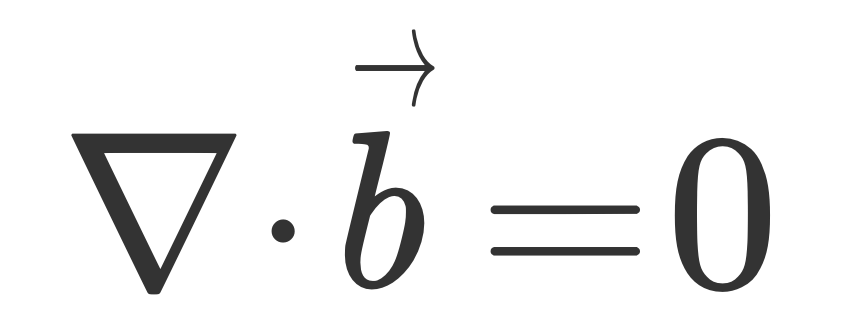 ∇ · b⃗ = 0